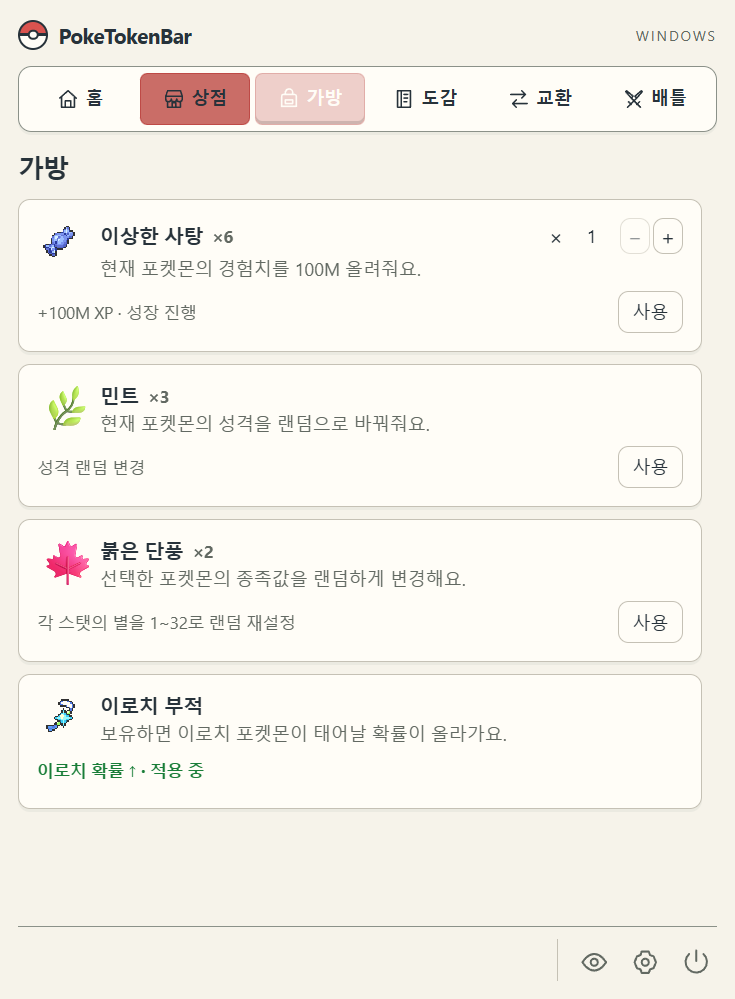 PokeTokenBar
WINDOWS
홈 상점 가방 도감 교환 배틀
가방
이상한 사탕 ×6
× 1 − +
현재 포켓몬의 경험치를 100M 올려줘요.
+100M XP · 성장 진행
사용
민트 ×3
현재 포켓몬의 성격을 랜덤으로 바꿔줘요.
성격 랜덤 변경
사용
붉은 단풍 ×2
선택한 포켓몬의 종족값을 랜덤하게 변경해요.
각 스탯의 별을 1~32로 랜덤 재설정
사용
이로치 부적
보유하면 이로치 포켓몬이 태어날 확률이 올라가요.
이로치 확률 ↑ · 적용 중